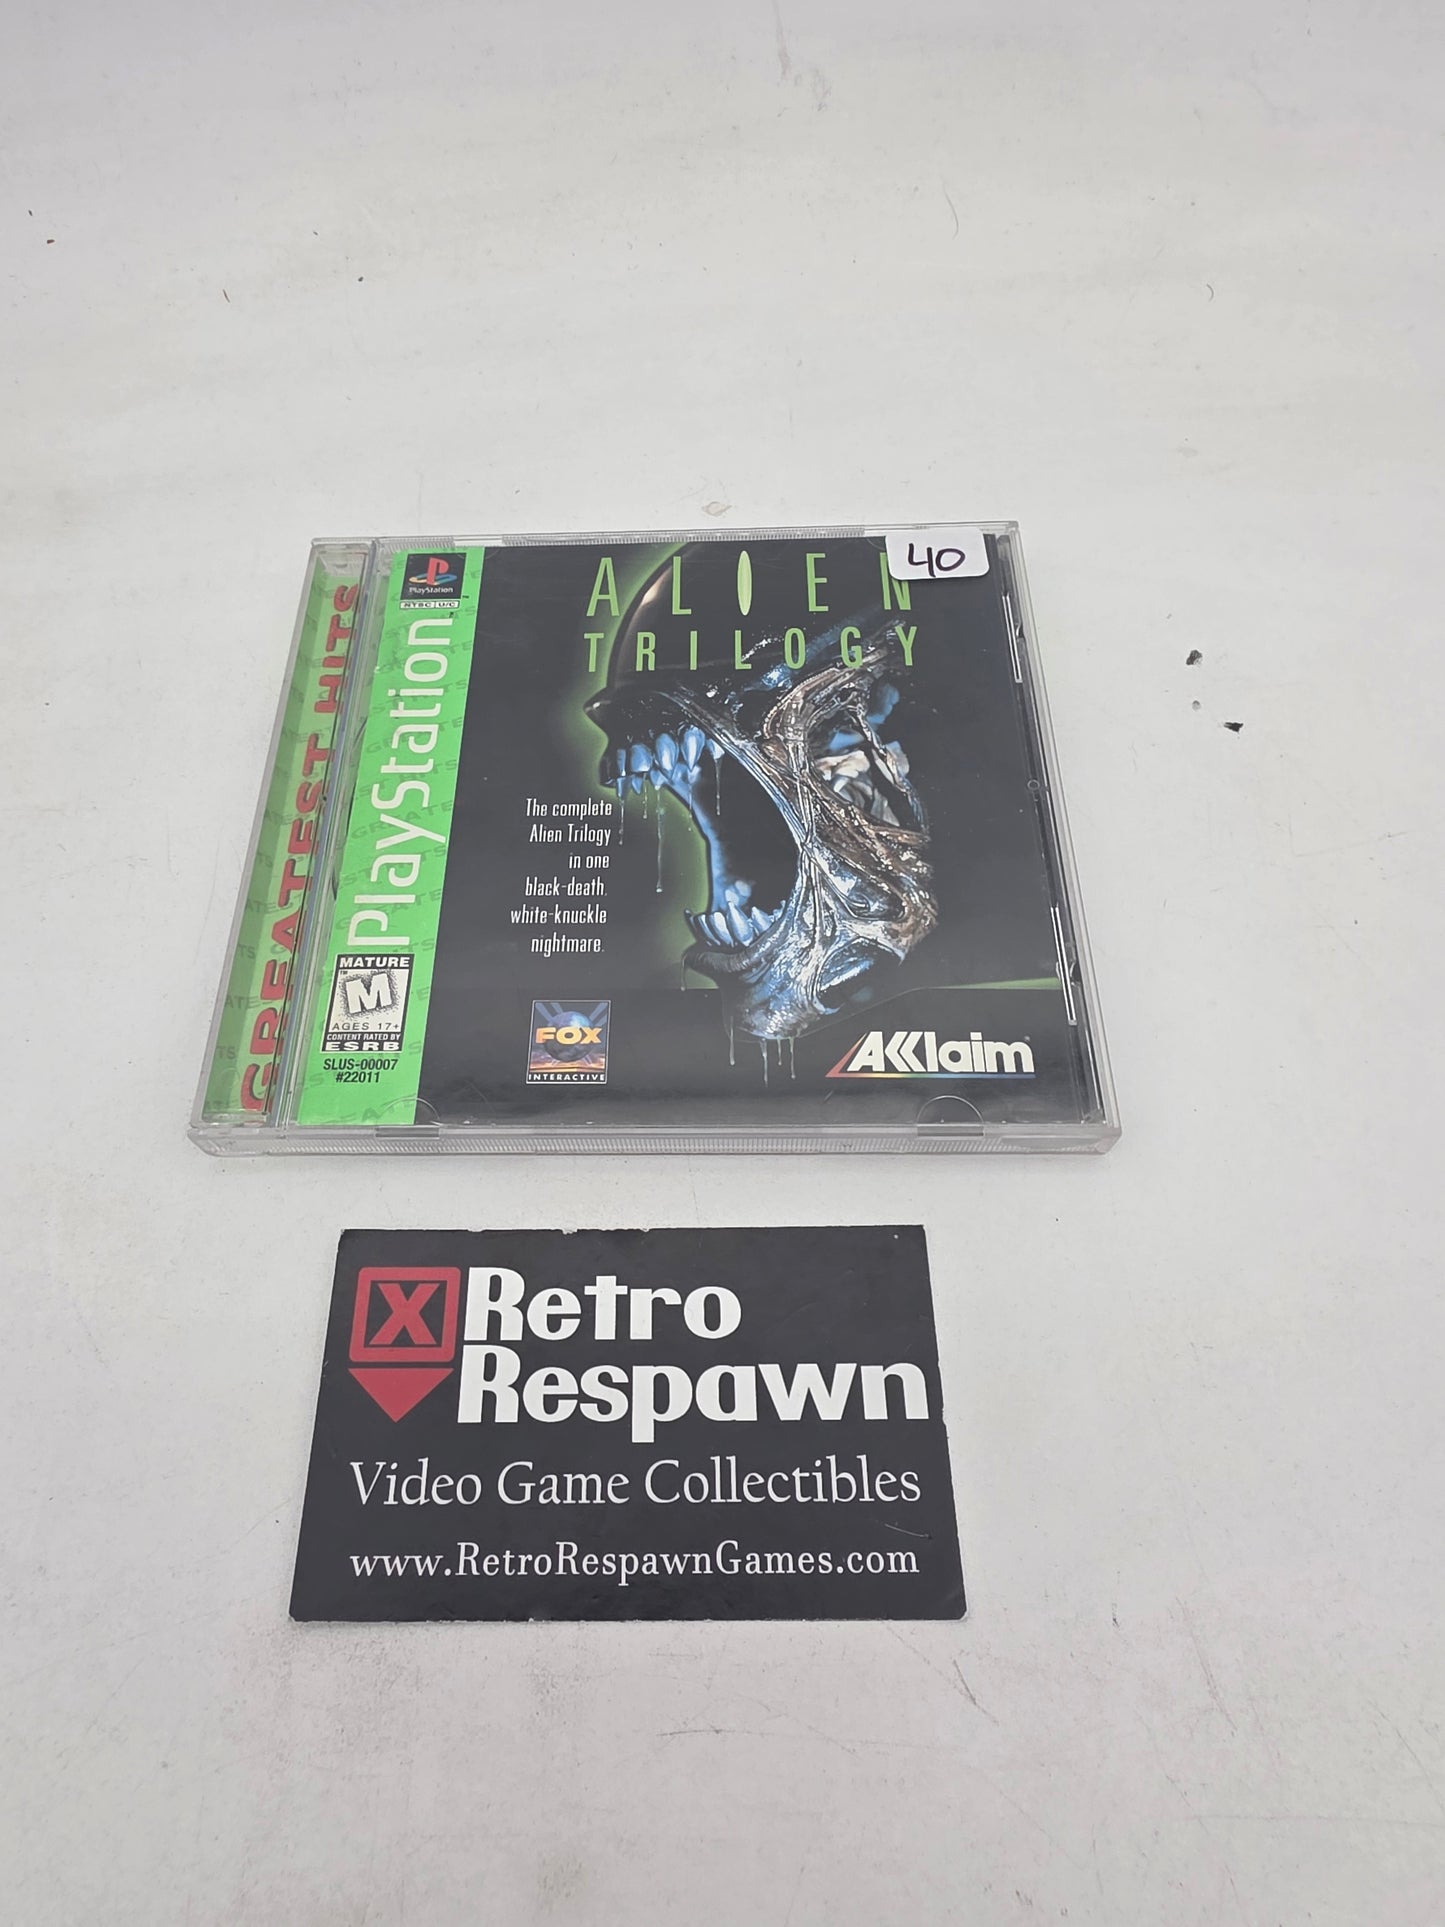 40
PlayStation
NTSC U/C
PlayStation
GREATEST HITS
ALIEN
TRILOGY
The complete
Alien Trilogy
in one
black-death,
white-knuckle
nightmare.
MATURE
M
AGES 17+
CONTENT RATED BY
ESRB
SLUS-00007
#22011
FOX
INTERACTIVE
AKklaim
X Retro
Respawn
Video Game Collectibles
www.RetroRespawnGames.com